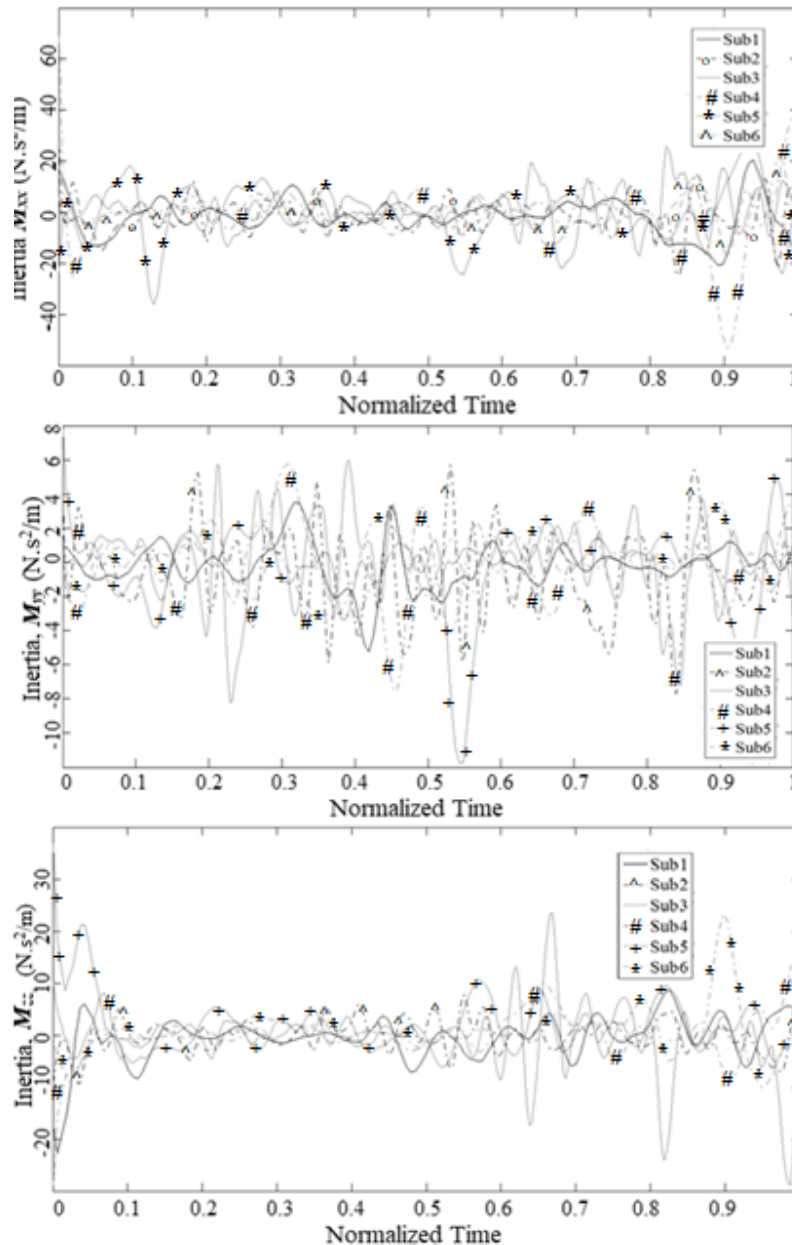 Inertia Mxx (N.s²/m)
80
40
20
0
-20
-40
Sub1
Sub2
Sub3
Sub4
Sub5
Sub6
0 0.1 0.2 0.3 0.4 0.5 0.6 0.7 0.8 0.9 1
Normalized Time
Inertia, Myy (N.s²/m)
8
6
4
2
0
-2
-4
-6
-8
-10
Sub1
Sub2
Sub3
Sub4
Sub5
Sub6
0 0.1 0.2 0.3 0.4 0.5 0.6 0.7 0.8 0.9 1
Normalized Time
Inertia, Mzz (N.s²/m)
30
20
10
0
-10
-20
Sub1
Sub2
Sub3
Sub4
Sub5
Sub6
0 0.1 0.2 0.3 0.4 0.5 0.6 0.7 0.8 0.9
Normalized Time